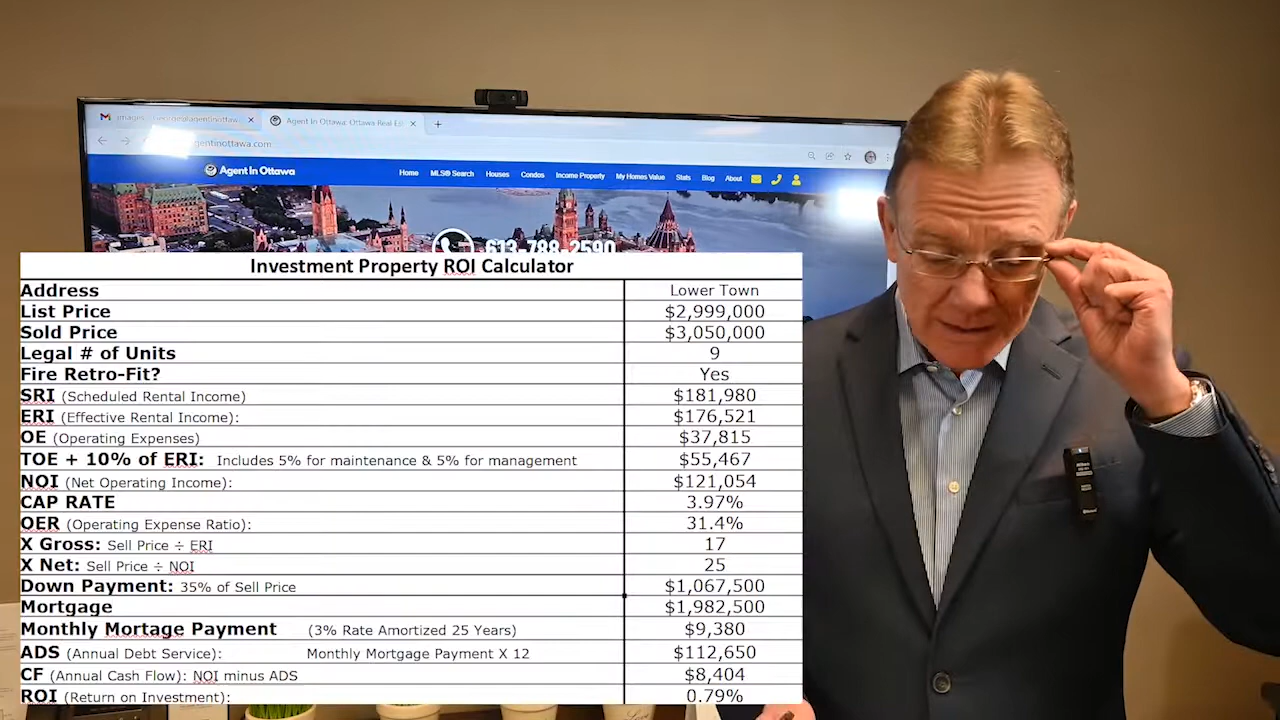 Agent In Ottawa: Ottawa Real Est
gentinottawa.com
Agent In Ottawa
Home MLS® Search Houses Condos Income Property My Homes Value Stats Blog About
613-788-2590
Investment Property ROI Calculator
Address Lower Town
List Price $2,999,000
Sold Price $3,050,000
Legal # of Units 9
Fire Retro-Fit? Yes
SRI (Scheduled Rental Income) $181,980
ERI (Effective Rental Income): $176,521
OE (Operating Expenses) $37,815
TOE + 10% of ERI: Includes 5% for maintenance & 5% for management $55,467
NOI (Net Operating Income): $121,054
CAP RATE 3.97%
OER (Operating Expense Ratio): 31.4%
X Gross: Sell Price ÷ ERI 17
X Net: Sell Price ÷ NOI 25
Down Payment: 35% of Sell Price $1,067,500
Mortgage $1,982,500
Monthly Mortage Payment (3% Rate Amortized 25 Years) $9,380
ADS (Annual Debt Service): Monthly Mortgage Payment X 12 $112,650
CF (Annual Cash Flow): NOI minus ADS $8,404
ROI (Return on Investment): 0.79%